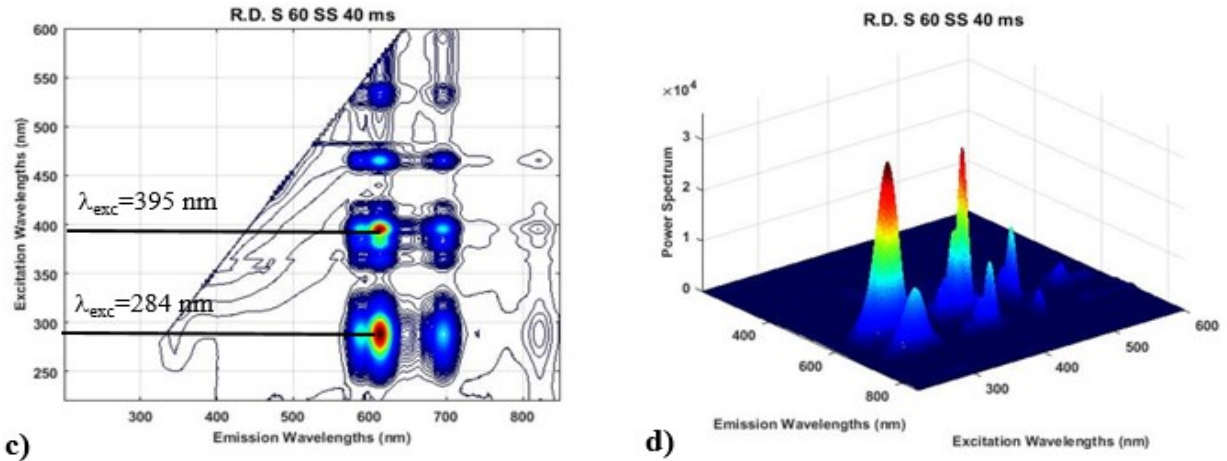 R.D. S 60 SS 40 ms
600
550
500
450
400
350
300
250
Excitation Wavelengths (nm)
λexc=395 nm
λexc=284 nm
300 400 500 600 700 800
Emission Wavelengths (nm)
c)
R.D. S 60 SS 40 ms
×10⁴
3
2
1
0
Power Spectrum
400
600
800
Emission Wavelengths (nm)
300
400
500
600
Excitation Wavelengths (nm)
d)